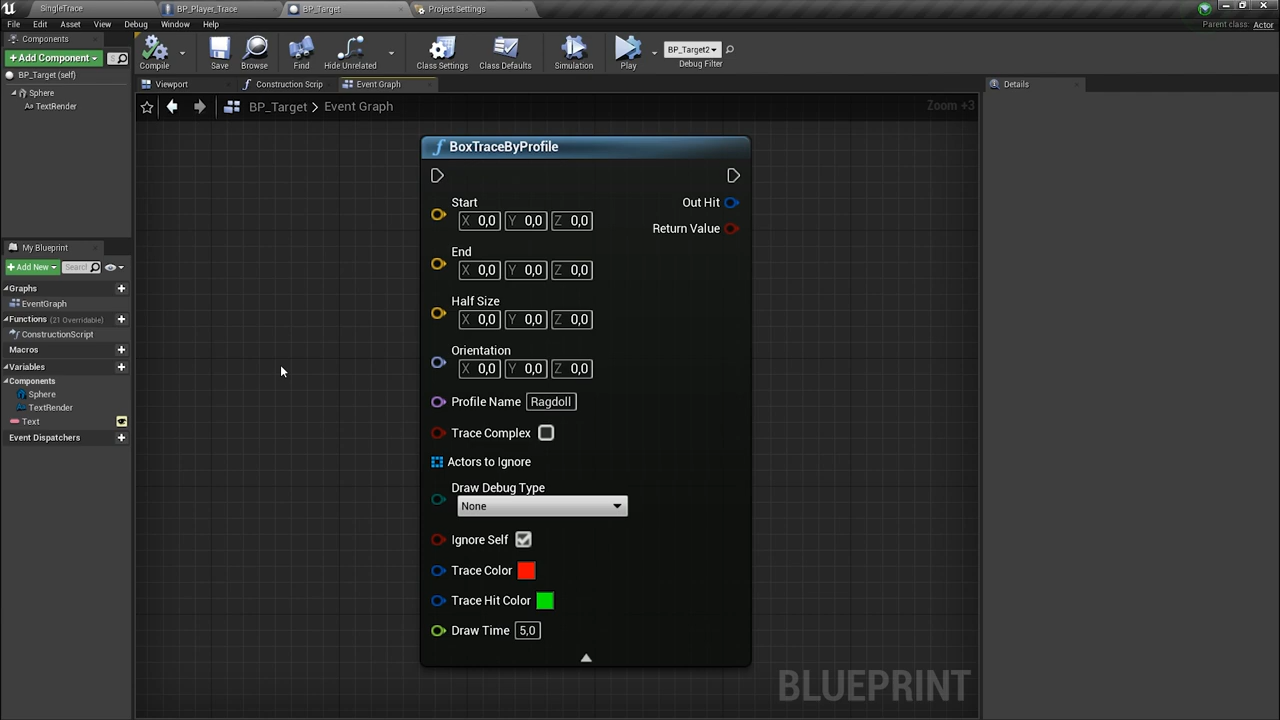 SingleTrace BP_Player_Trace BP_Target Project Settings
File Edit Asset View Debug Window Help Parent class: Actor
Components
+Add Component
BP_Target (self)
Sphere
TextRender
Compile Save Browse Find Hide Unrelated Class Settings Class Defaults Simulation Play BP_Target2 Debug Filter
Viewport Construction Scrip Event Graph
BP_Target > Event Graph Zoom +3
Details
My Blueprint
+Add New Searcl
Graphs
EventGraph
Functions (21 Overridable)
ConstructionScript
Macros
Variables
Components
Sphere
TextRender
Text
Event Dispatchers
f BoxTraceByProfile
Start Out Hit
X 0,0 Y 0,0 Z 0,0
Return Value
End
X 0,0 Y 0,0 Z 0,0
Half Size
X 0,0 Y 0,0 Z 0,0
Orientation
X 0,0 Y 0,0 Z 0,0
Profile Name Ragdoll
Trace Complex
Actors to Ignore
Draw Debug Type
None
Ignore Self
Trace Color
Trace Hit Color
Draw Time 5,0
BLUEPRINT